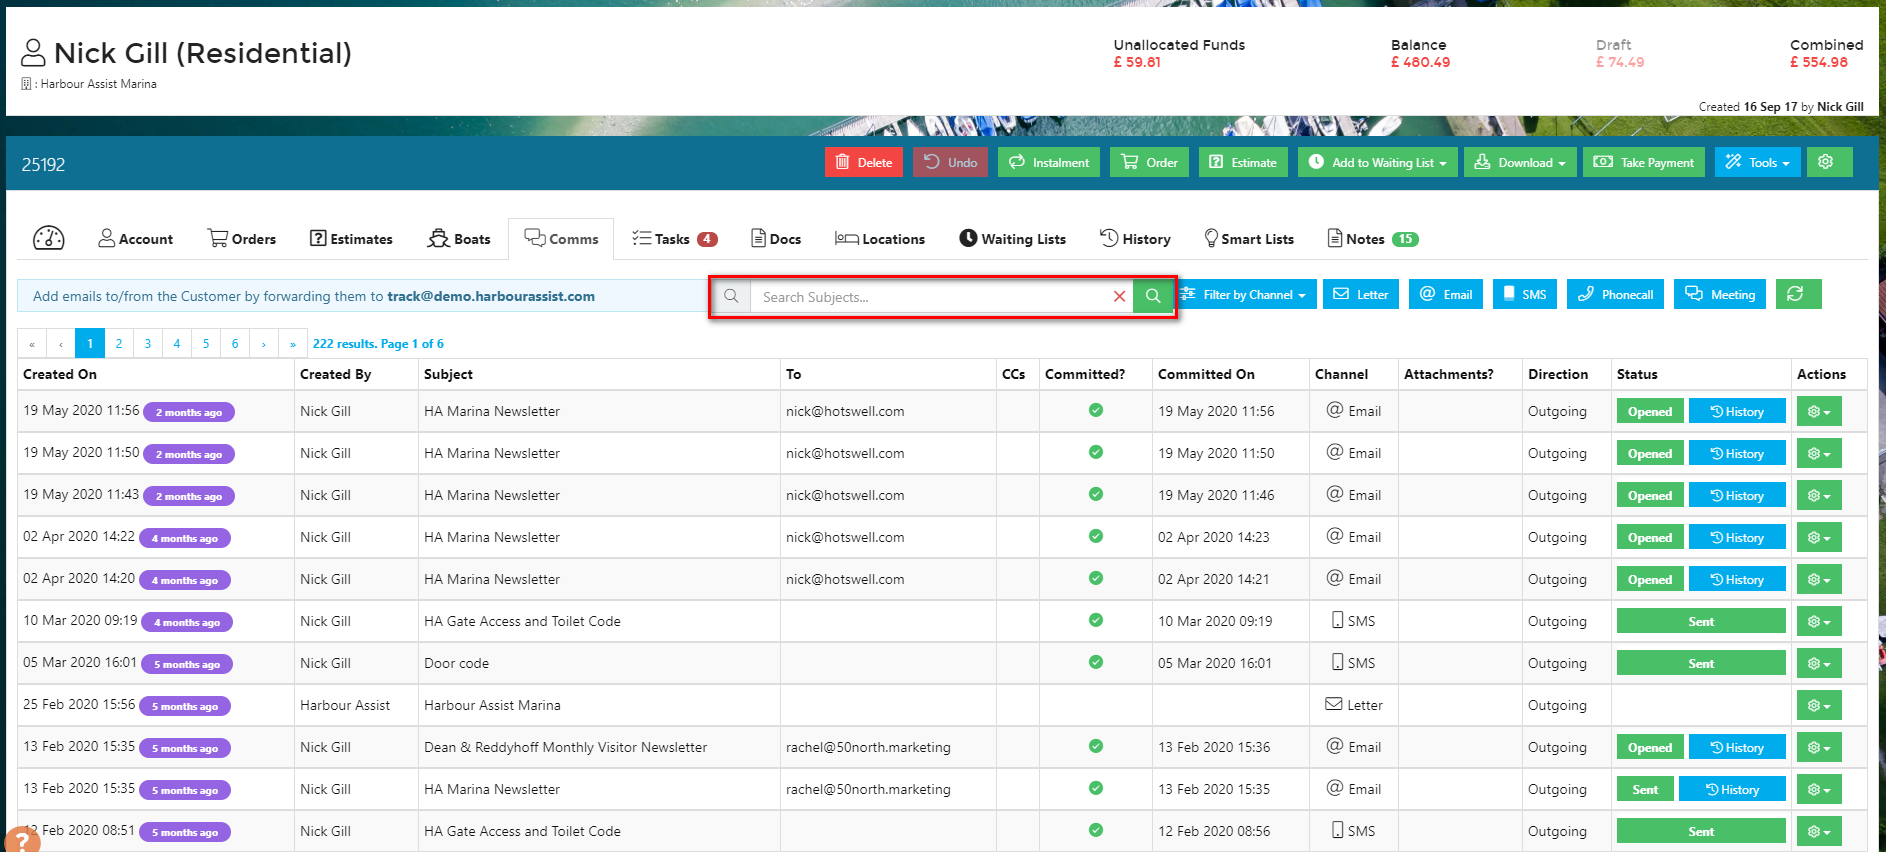 Nick Gill (Residential)
: Harbour Assist Marina
Unallocated Funds
£ 59.81
Balance
£ 480.49
Draft
£ 74.49
Combined
£ 554.98
Created 16 Sep 17 by Nick Gill
25192
Delete
Undo
Instalment
Order
Estimate
Add to Waiting List
Download
Take Payment
Tools
Account
Orders
Estimates
Boats
Comms
Tasks 4
Docs
Locations
Waiting Lists
History
Smart Lists
Notes 15
Add emails to/from the Customer by forwarding them to track@demo.harbourassist.com
Search Subjects...
Filter by Channel
Letter
Email
SMS
Phonecall
Meeting
« ‹ 1 2 3 4 5 6 › » 222 results. Page 1 of 6
Created On Created By Subject To CCs Committed? Committed On Channel Attachments? Direction Status Actions
19 May 2020 11:56 2 months ago Nick Gill HA Marina Newsletter nick@hotswell.com 19 May 2020 11:56 @ Email Outgoing Opened History
19 May 2020 11:50 2 months ago Nick Gill HA Marina Newsletter nick@hotswell.com 19 May 2020 11:50 @ Email Outgoing Opened History
19 May 2020 11:43 2 months ago Nick Gill HA Marina Newsletter nick@hotswell.com 19 May 2020 11:46 @ Email Outgoing Opened History
02 Apr 2020 14:22 4 months ago Nick Gill HA Marina Newsletter nick@hotswell.com 02 Apr 2020 14:23 @ Email Outgoing Opened History
02 Apr 2020 14:20 4 months ago Nick Gill HA Marina Newsletter nick@hotswell.com 02 Apr 2020 14:21 @ Email Outgoing Opened History
10 Mar 2020 09:19 4 months ago Nick Gill HA Gate Access and Toilet Code 10 Mar 2020 09:19 SMS Outgoing Sent
05 Mar 2020 16:01 5 months ago Nick Gill Door code 05 Mar 2020 16:01 SMS Outgoing Sent
25 Feb 2020 15:56 5 months ago Harbour Assist Harbour Assist Marina Letter Outgoing
13 Feb 2020 15:35 5 months ago Nick Gill Dean & Reddyhoff Monthly Visitor Newsletter rachel@50north.marketing 13 Feb 2020 15:36 @ Email Outgoing Opened History
13 Feb 2020 15:35 5 months ago Nick Gill HA Marina Newsletter rachel@50north.marketing 13 Feb 2020 15:35 @ Email Outgoing Sent History
12 Feb 2020 08:51 5 months ago Nick Gill HA Gate Access and Toilet Code 12 Feb 2020 08:56 SMS Outgoing Sent
?